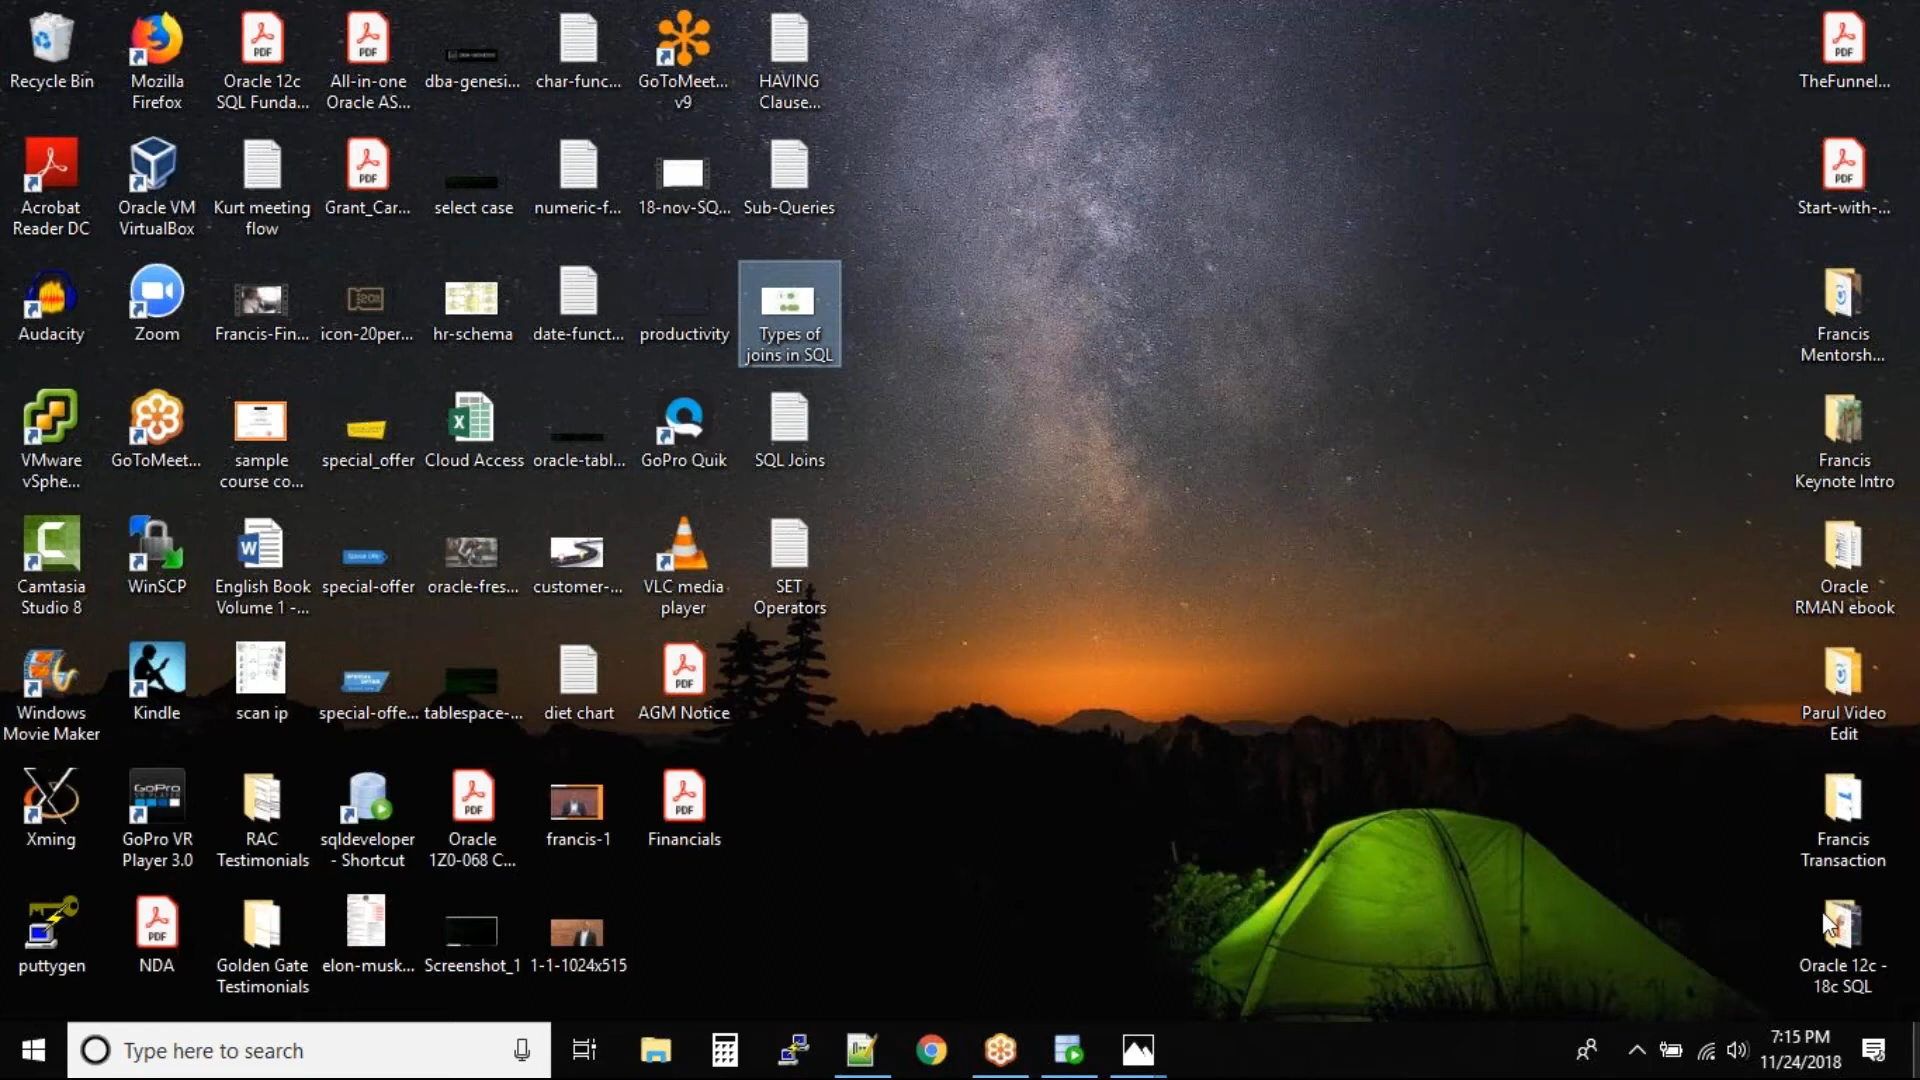 Recycle Bin
Mozilla
Firefox
Oracle 12c
SQL Funda...
All-in-one
Oracle AS...
dba-genesi...
char-func...
GoToMeet...
v9
HAVING
Clause...
TheFunnel...
Acrobat
Reader DC
Oracle VM
VirtualBox
Kurt meeting
flow
Grant_Car...
select case
numeric-f...
18-nov-SQ...
Sub-Queries
Start-with-...
Audacity
Zoom
Francis-Fin...
icon-20per...
hr-schema
date-funct...
productivity
Types of
joins in SQL
Francis
Mentorsh...
VMware
vSphe...
GoToMeet...
sample
course co...
special_offer
Cloud Access
oracle-tabl...
GoPro Quik
SQL Joins
Francis
Keynote Intro
Camtasia
Studio 8
WinSCP
English Book
Volume 1 -...
special-offer
oracle-fres...
customer-...
VLC media
player
SET
Operators
Oracle
RMAN ebook
Windows
Movie Maker
Kindle
scan ip
special-offe...
tablespace-...
diet chart
AGM Notice
Parul Video
Edit
Xming
GoPro VR
Player 3.0
RAC
Testimonials
sqldeveloper
- Shortcut
Oracle
1Z0-068 C...
francis-1
Financials
Francis
Transaction
puttygen
NDA
Golden Gate
Testimonials
elon-musk...
Screenshot_1
1-1-1024x515
Oracle 12c -
18c SQL
Type here to search
7:15 PM
11/24/2018